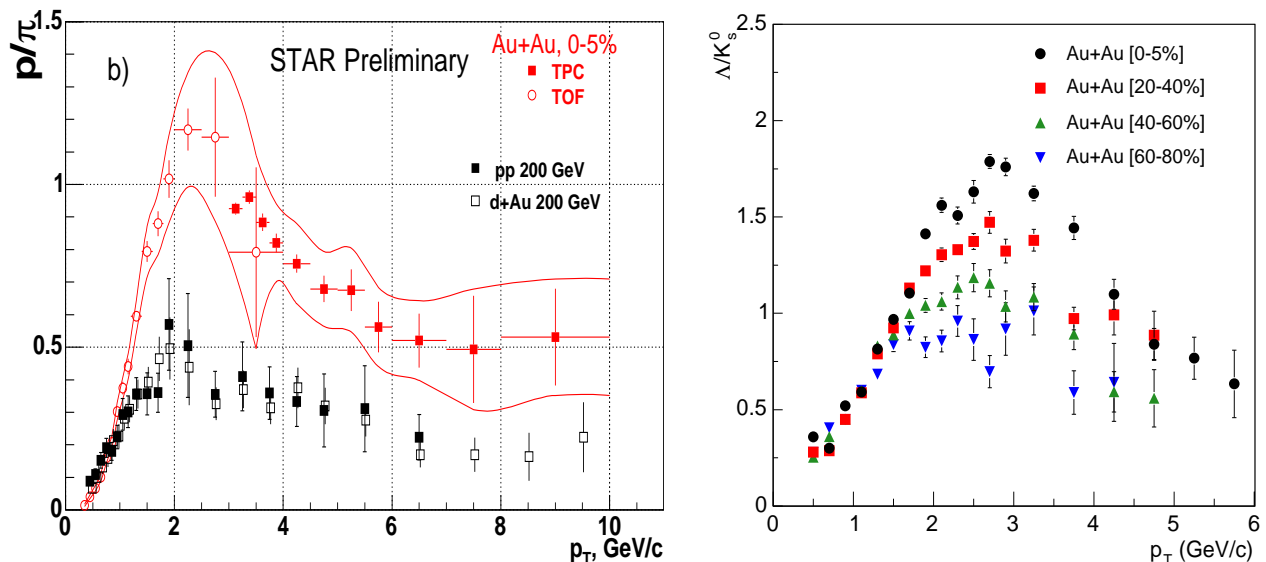 p/π
1.5
1
0.5
0
b)
STAR Preliminary
Au+Au, 0-5%
TPC
TOF
pp 200 GeV
d+Au 200 GeV
0 2 4 6 8 10
p_T, GeV/c
Λ/K_s^0
2.5
2
1.5
1
0.5
0
Au+Au [0-5%]
Au+Au [20-40%]
Au+Au [40-60%]
Au+Au [60-80%]
0 1 2 3 4 5 6
p_T (GeV/c)